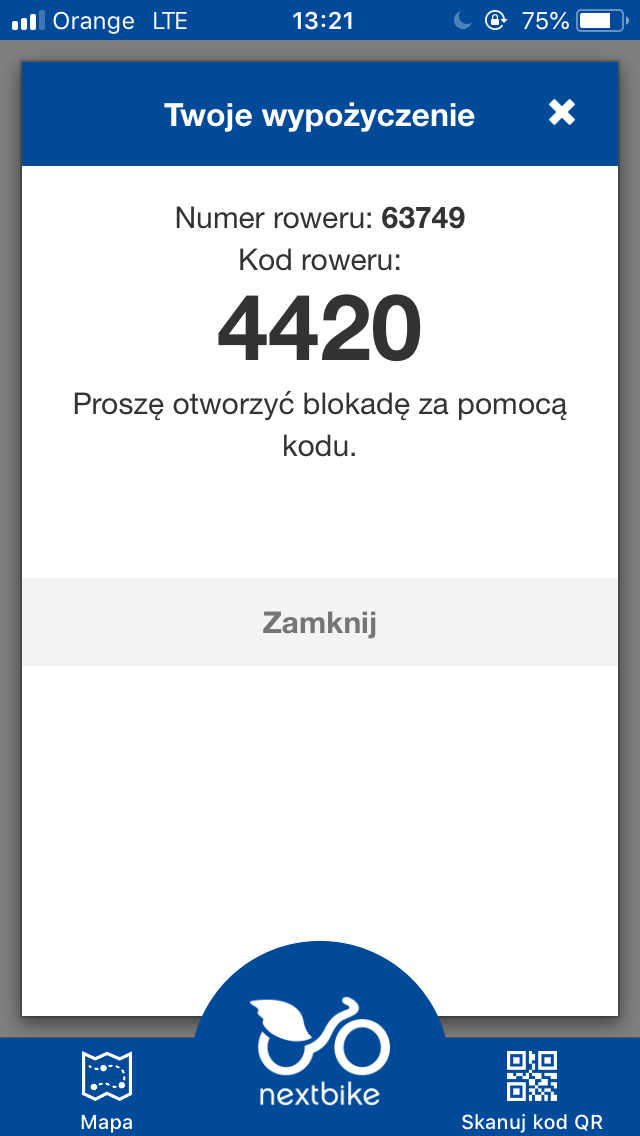 Orange LTE 13:21 75%
Twoje wypożyczenie
Numer roweru: 63749
Kod roweru:
4420
Proszę otworzyć blokadę za pomocą
kodu.
Zamknij
nextbike
Mapa
Skanuj kod QR